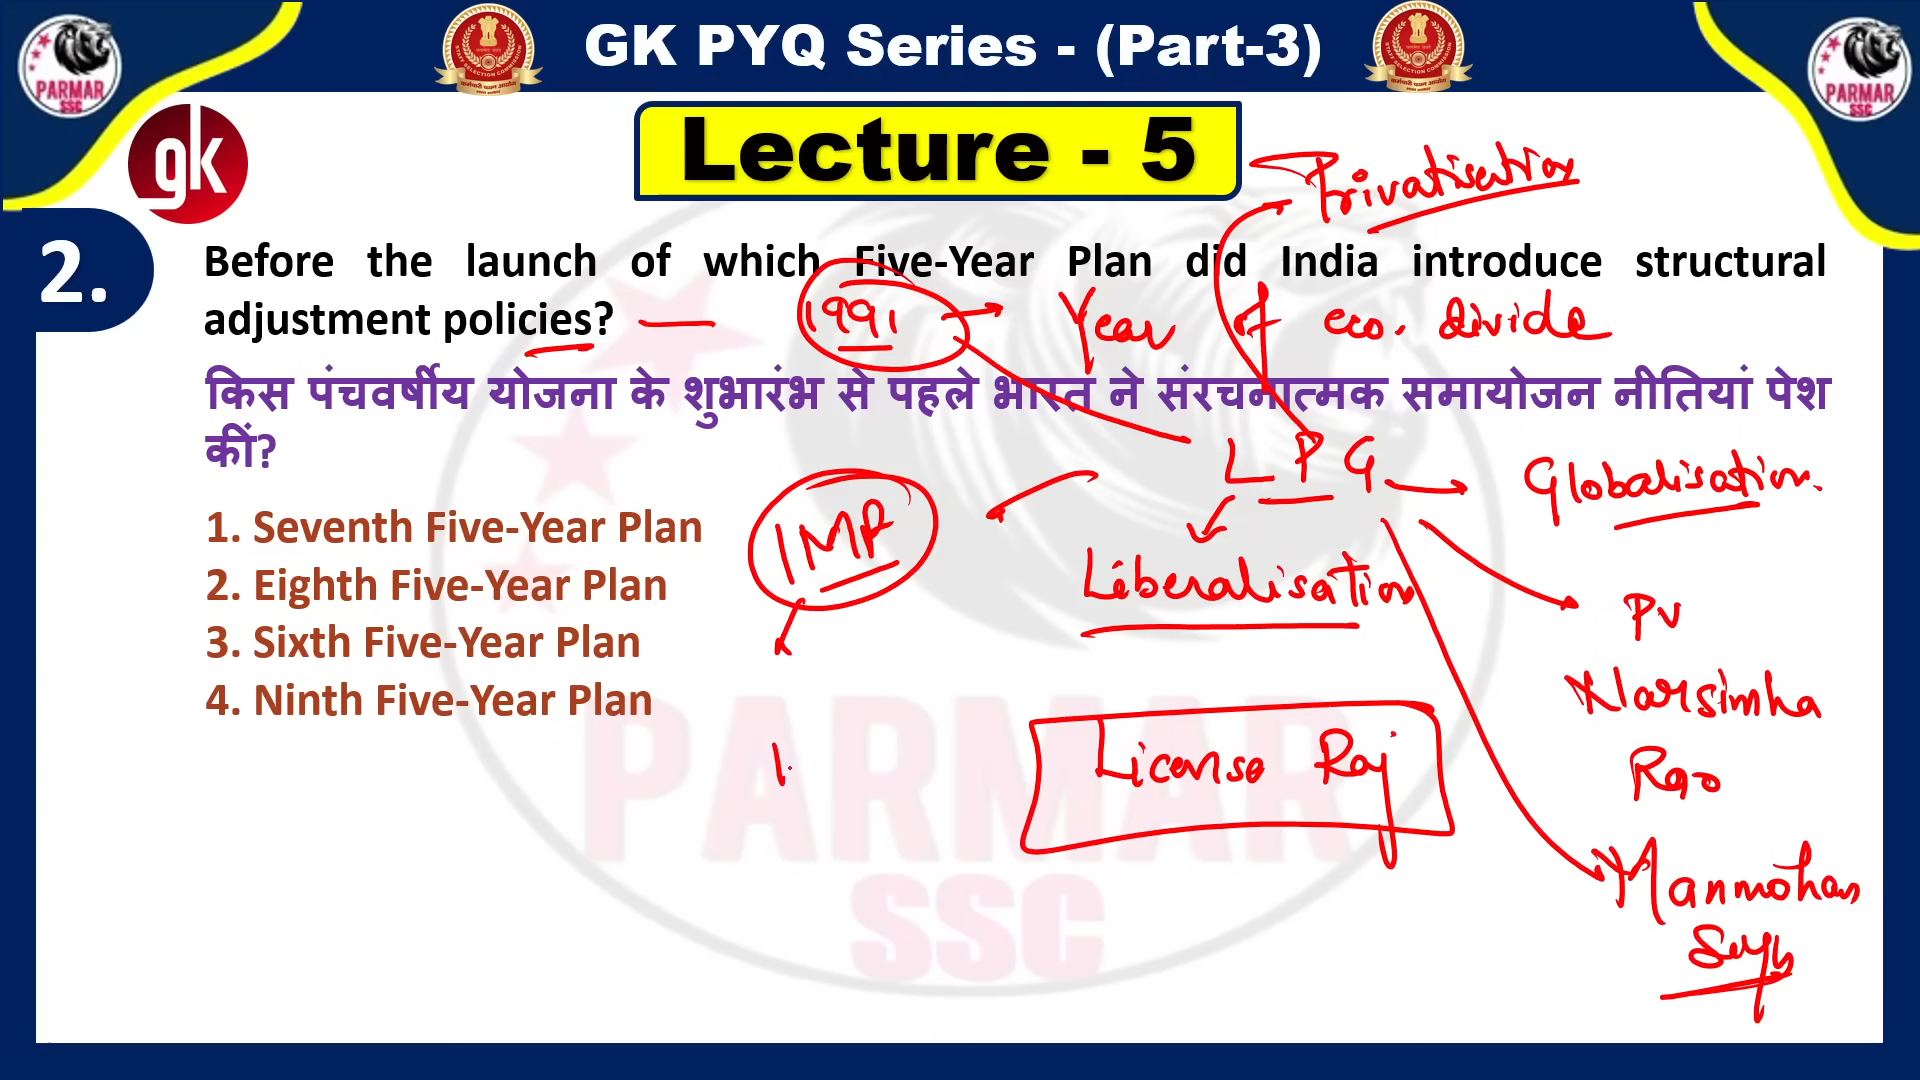 GK PYQ Series - (Part-3)
PARMAR
SSC
PARMAR
SSC
gk
Lecture - 5
Privatisation
2.
Before the launch of which Five-Year Plan did India introduce structural
adjustment policies?
1991
Year of eco. divide
किस पंचवर्षीय योजना के शुभारंभ से पहले भारत ने संरचनात्मक समायोजन नीतियां पेश
कीं?
L P G
Globalisation.
1. Seventh Five-Year Plan
2. Eighth Five-Year Plan
3. Sixth Five-Year Plan
4. Ninth Five-Year Plan
IMP
Liberalisation
PV
Narsimha
Rao
License Raj
1.
Manmohan
PARMAR
SSC